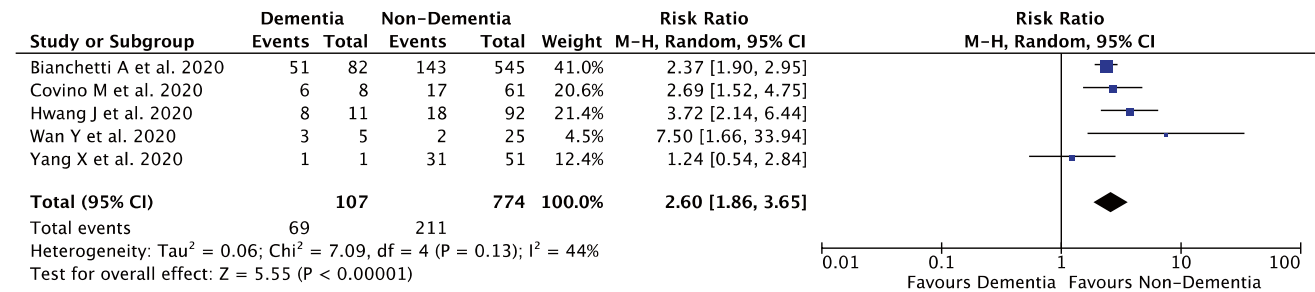 Dementia Non-Dementia Risk Ratio Risk Ratio
Study or Subgroup Events Total Events Total Weight M-H, Random, 95% CI M-H, Random, 95% CI
Bianchetti A et al. 2020 51 82 143 545 41.0% 2.37 [1.90, 2.95]
Covino M et al. 2020 6 8 17 61 20.6% 2.69 [1.52, 4.75]
Hwang J et al. 2020 8 11 18 92 21.4% 3.72 [2.14, 6.44]
Wan Y et al. 2020 3 5 2 25 4.5% 7.50 [1.66, 33.94]
Yang X et al. 2020 1 1 31 51 12.4% 1.24 [0.54, 2.84]
Total (95% CI) 107 774 100.0% 2.60 [1.86, 3.65]
Total events 69 211
Heterogeneity: Tau² = 0.06; Chi² = 7.09, df = 4 (P = 0.13); I² = 44%
Test for overall effect: Z = 5.55 (P < 0.00001)
0.01 0.1 1 10 100
Favours Dementia Favours Non-Dementia